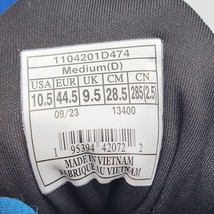 1104201D474
Medium(D)
USA EUR UK CM CN
10.5 44.5 9.5 28.5 285(2.5)
09/23 13400
1 95394 42072 2
MADE IN VIETNAM
FABRIQUE AU VIETNAM